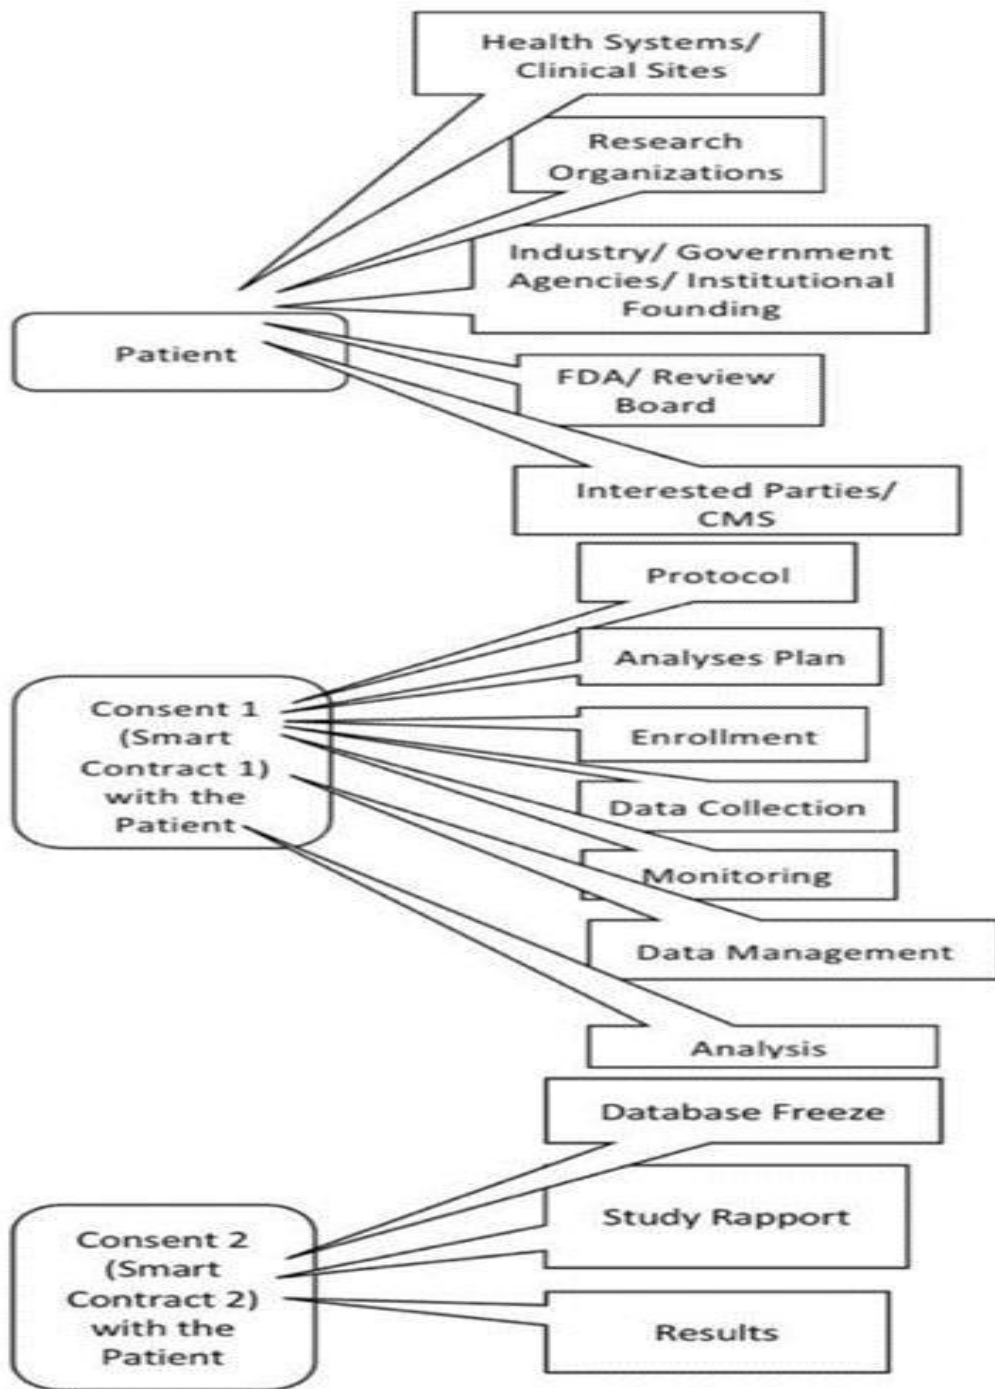 Health Systems/
Clinical Sites
Research
Organizations
Industry/ Government
Agencies/ Institutional
Founding
Patient
FDA/ Review
Board
Interested Parties/
CMS
Protocol
Analyses Plan
Consent 1
(Smart
Contract 1)
with the
Patient
Enrollment
Data Collection
Monitoring
Data Management
Analysis
Database Freeze
Study Rapport
Consent 2
(Smart
Contract 2)
with the
Patient
Results